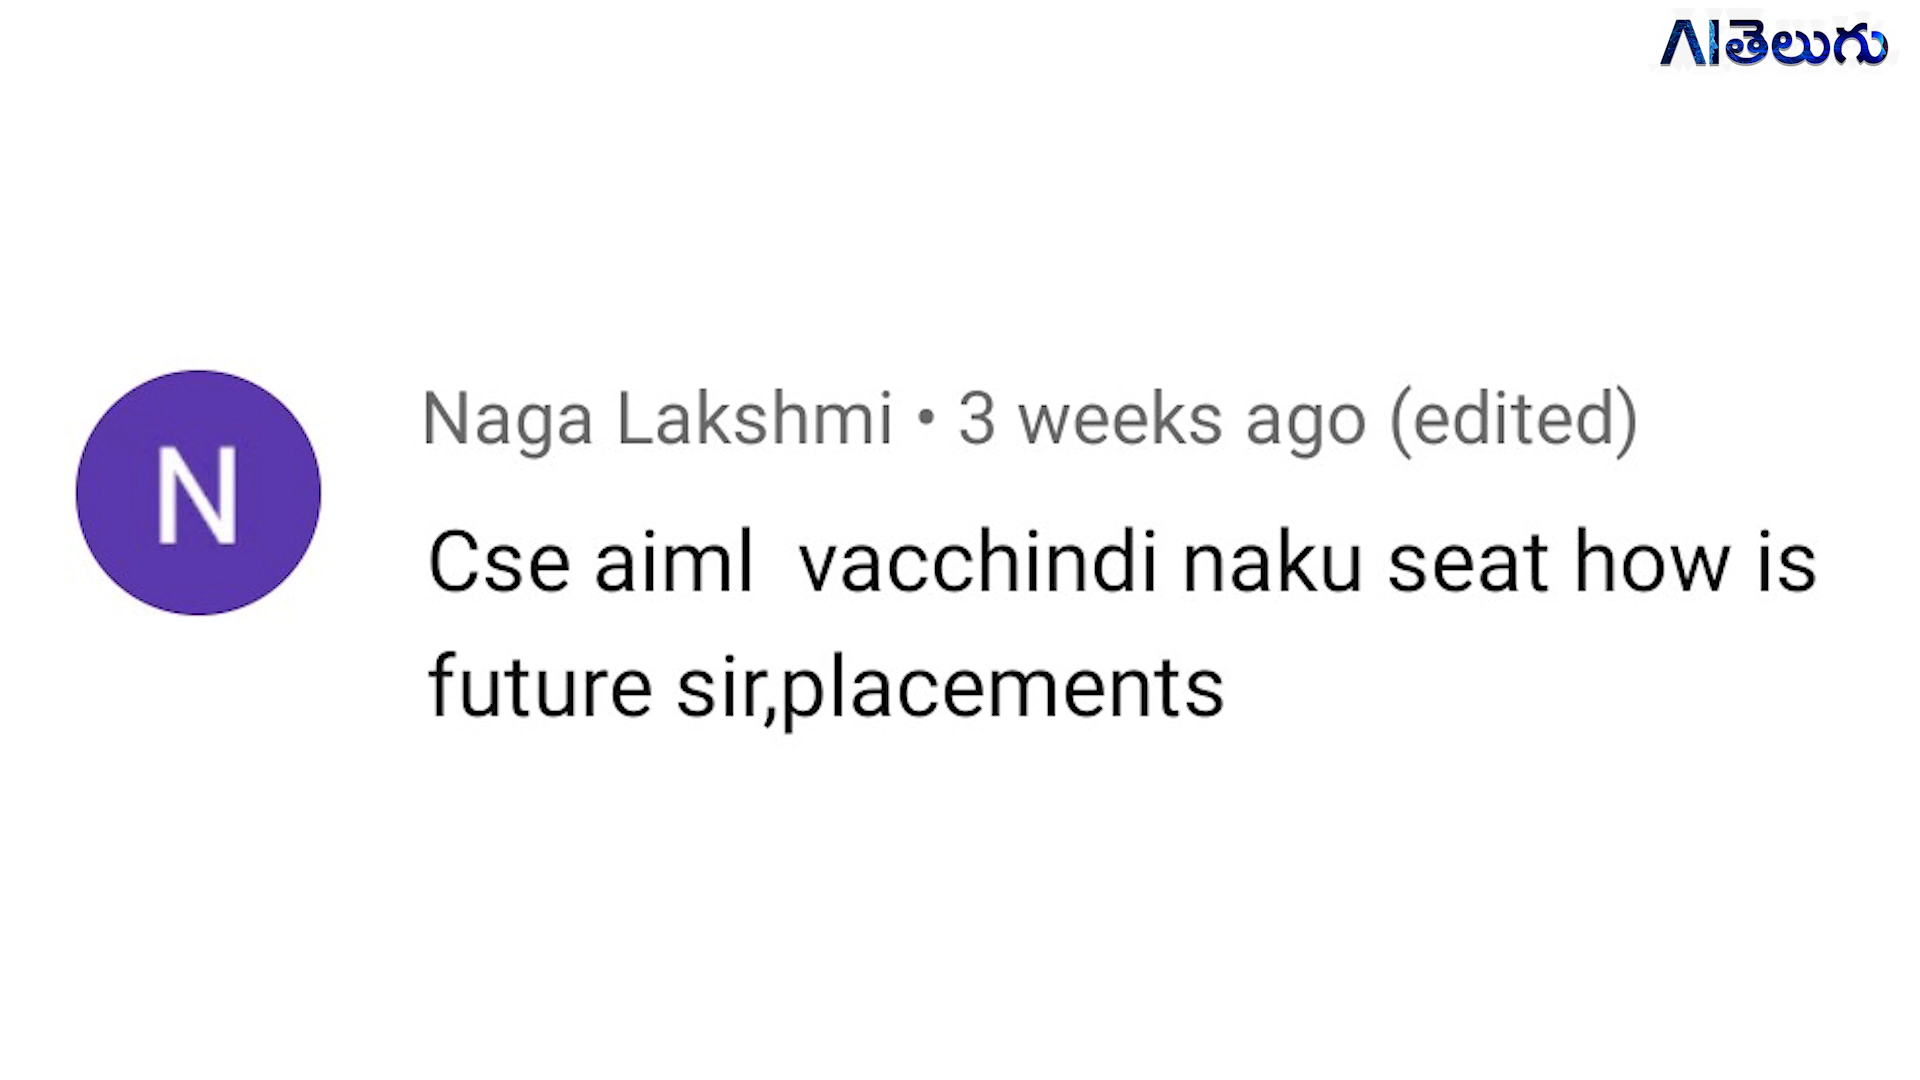 AIతెలుగు
N
Naga Lakshmi • 3 weeks ago (edited)
Cse aiml  vacchindi naku seat how is
future sir,placements